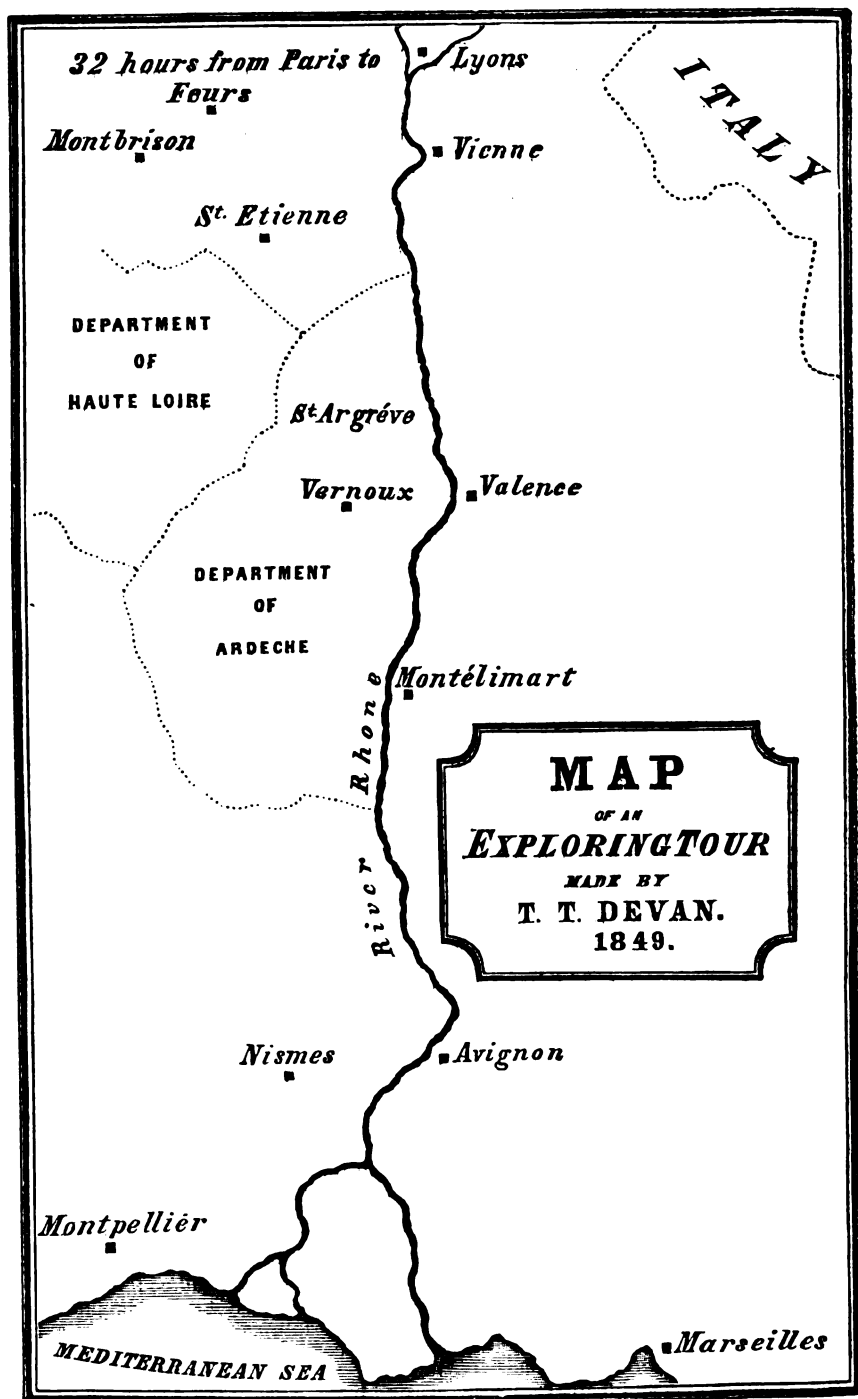 32 hours from Paris to
Feurs
Lyons
ITALY
Montbrison
Vienne
St. Etienne
DEPARTMENT
OF
HAUTE LOIRE
St Argréve
Vernoux
Valence
DEPARTMENT
OF
ARDECHE
Montélimart
River Rhone
MAP
OF AN
EXPLORING TOUR
MADE BY
T. T. DEVAN.
1849.
Nismes
Avignon
Montpelliér
MEDITERRANEAN SEA
Marseilles